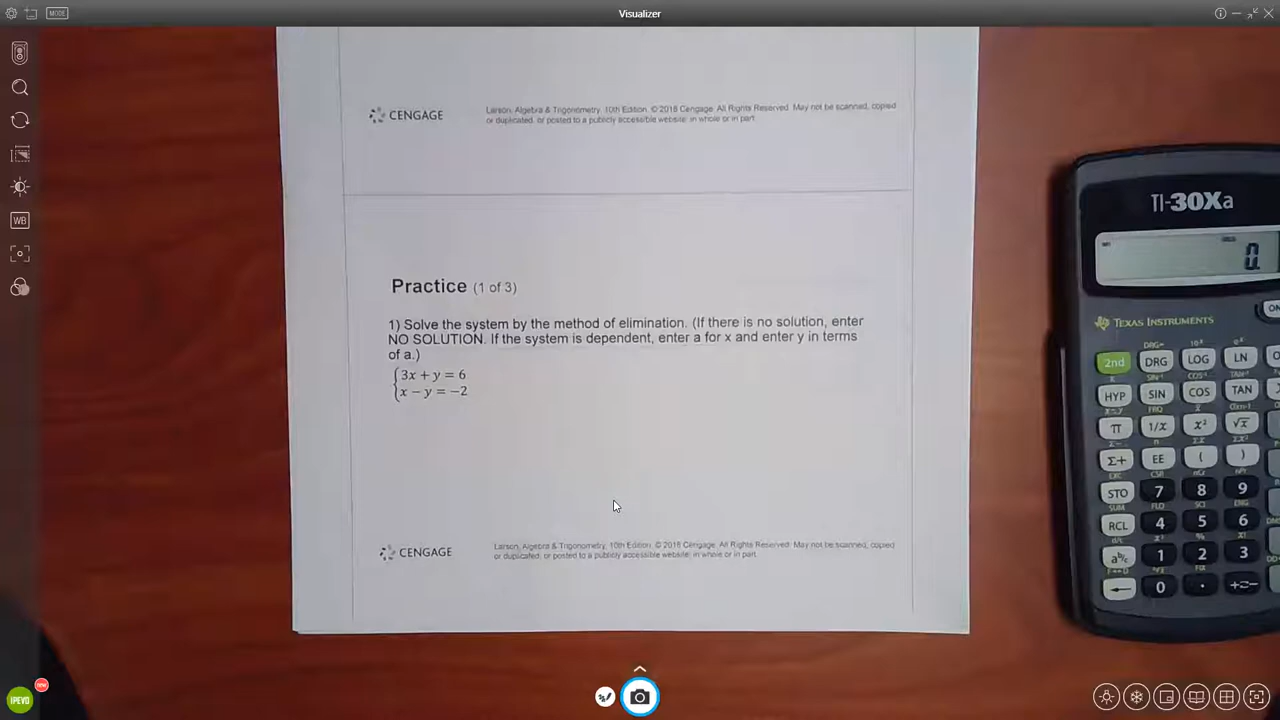 MODE
Visualizer
CENGAGE
Larson, Algebra & Trigonometry, 10th Edition. © 2018 Cengage. All Rights Reserved. May not be scanned, copied
or duplicated, or posted to a publicly accessible website, in whole or in part.
Practice (1 of 3)
1) Solve the system by the method of elimination. (If there is no solution, enter
NO SOLUTION. If the system is dependent, enter a for x and enter y in terms
of a.)
3x + y = 6
x − y = −2
CENGAGE
Larson, Algebra & Trigonometry, 10th Edition. © 2018 Cengage. All Rights Reserved. May not be scanned, copied
or duplicated, or posted to a publicly accessible website, in whole or in part.
WB
IPEVO
TI-30Xa
0.
TEXAS INSTRUMENTS
2nd DRG LOG LN
HYP SIN COS TAN
π 1/x x² √x
Σ+ EE ( )
STO 7 8 9
RCL 4 5 6
a b/c 1 2 3
← 0 .